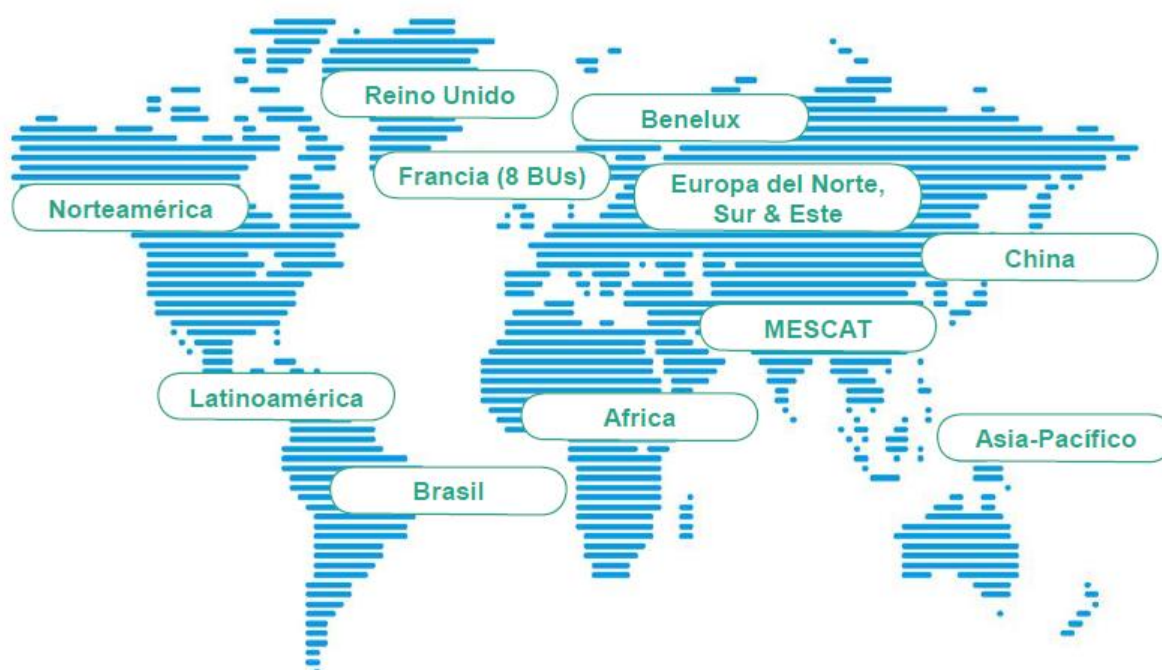 Reino Unido
Benelux
Francia (8 BUs)
Europa del Norte,
Sur & Este
Norteamérica
China
MESCAT
Latinoamérica
Africa
Asia-Pacífico
Brasil